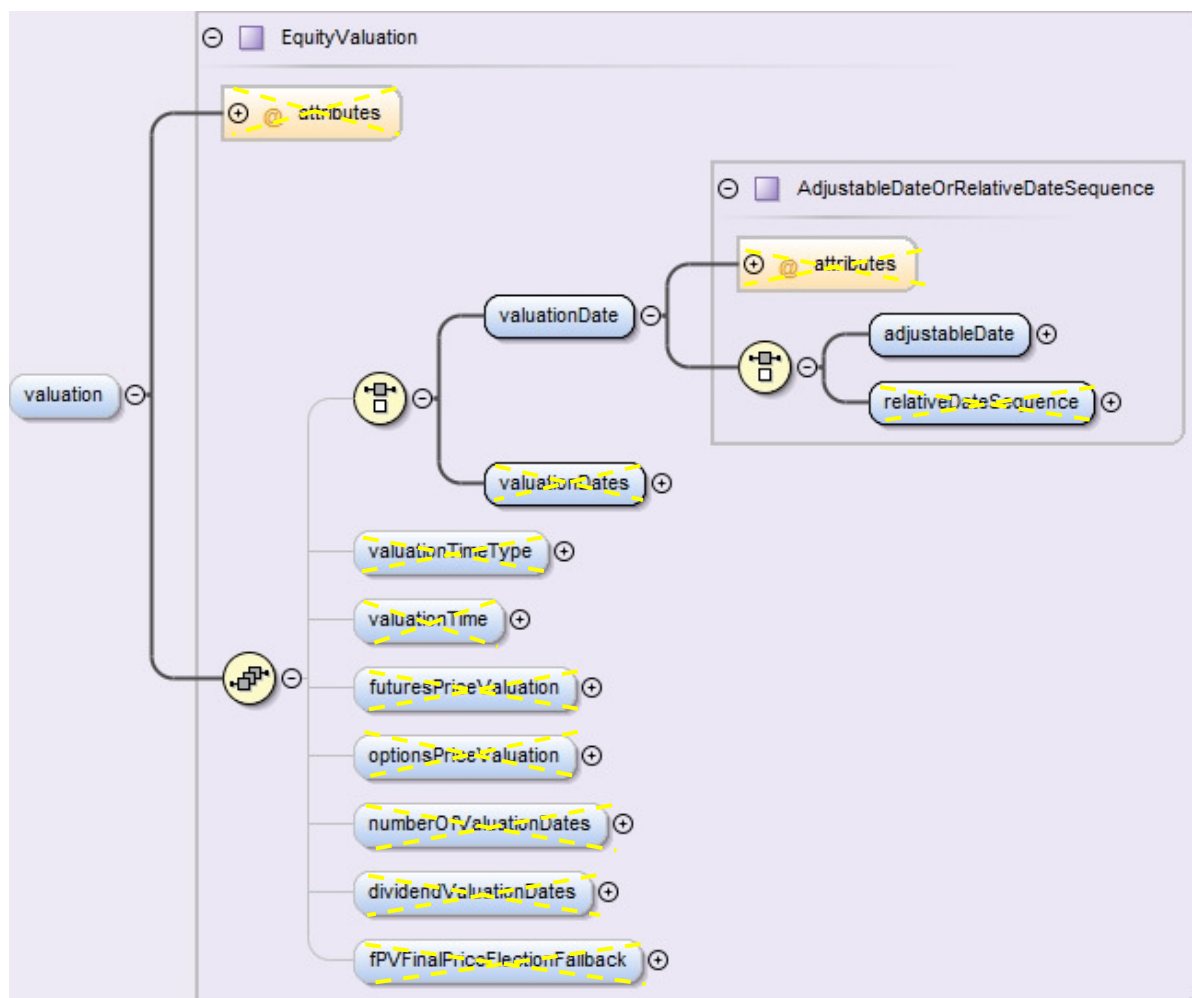 EquityValuation
@ attributes
AdjustableDateOrRelativeDateSequence
@ attributes
valuationDate
adjustableDate
valuation
relativeDateSequence
valuationDates
valuationTimeType
valuationTime
futuresPriceValuation
optionsPriceValuation
numberOfValuationDates
dividendValuationDates
fPVFinalPriceElectionFallback